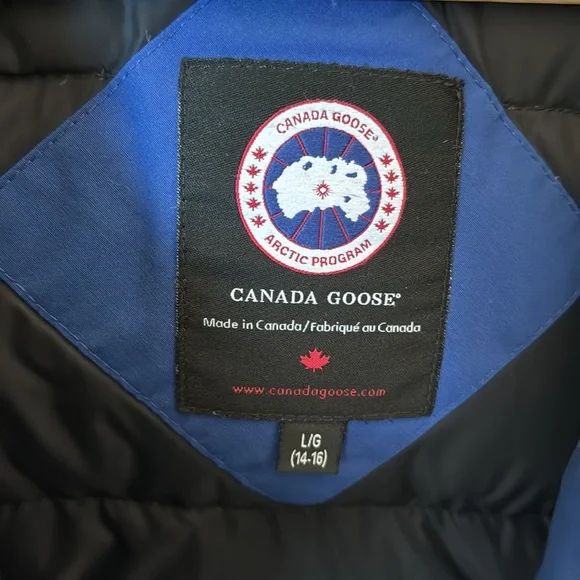 CANADA GOOSE®
ARCTIC PROGRAM
CANADA GOOSE®
Made in Canada/Fabriqué au Canada
www.canadagoose.com
L/G
(14-16)